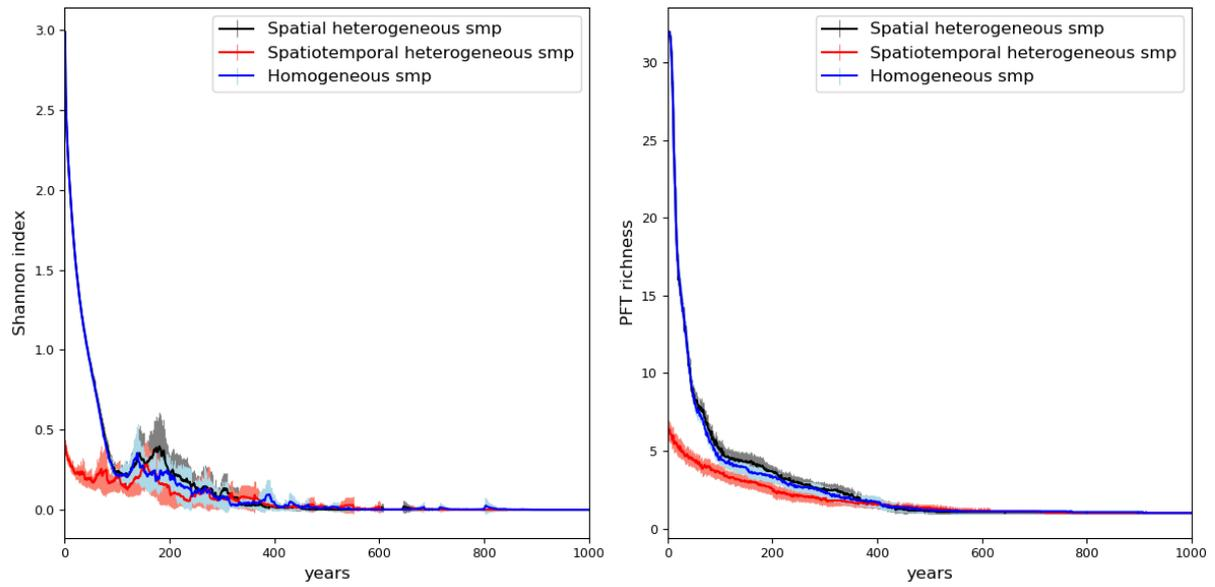 Spatial heterogeneous smp
Spatiotemporal heterogeneous smp
Homogeneous smp
3.0
2.5
2.0
1.5
1.0
0.5
0.0
Shannon index
0 200 400 600 800 1000
years
Spatial heterogeneous smp
Spatiotemporal heterogeneous smp
Homogeneous smp
30
25
20
15
10
5
0
PFT richness
0 200 400 600 800 1000
years